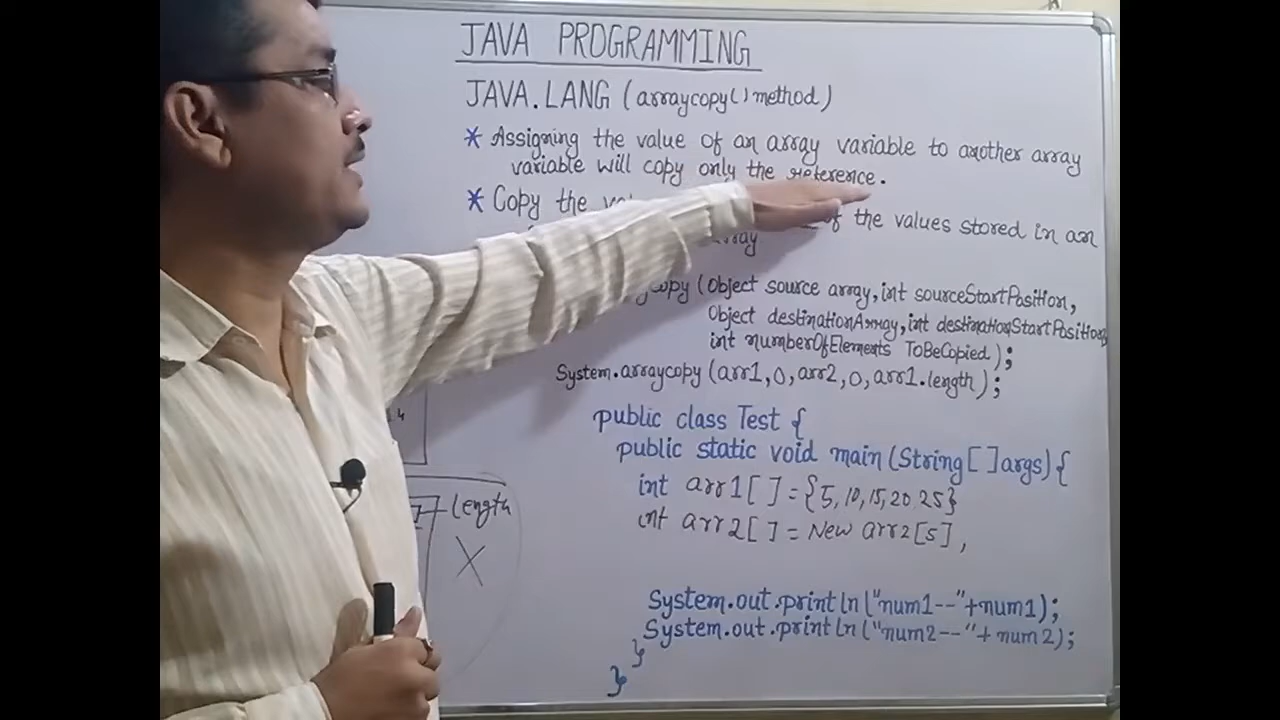 JAVA PROGRAMMING
JAVA.LANG (arraycopy() method)
* Assigning the value of an array variable to another array
variable will copy only the reference.
* Copy the
of the values stored in an
array
(Object source array, int sourceStartPosition,
Object destinationArray, int destinationStartPosition,
int numberOfElements ToBeCopied);
System.arraycopy (arr1, 0, arr2, 0, arr1.length);
public class Test {
public static void main (String[] args) {
int arr1[] = {5, 10, 15, 20 25}
int arr2[] = New arr2[5],
length
X
System.out.println ("num1--"+num1);
System.out.println ("num2--"+num2);
}
}